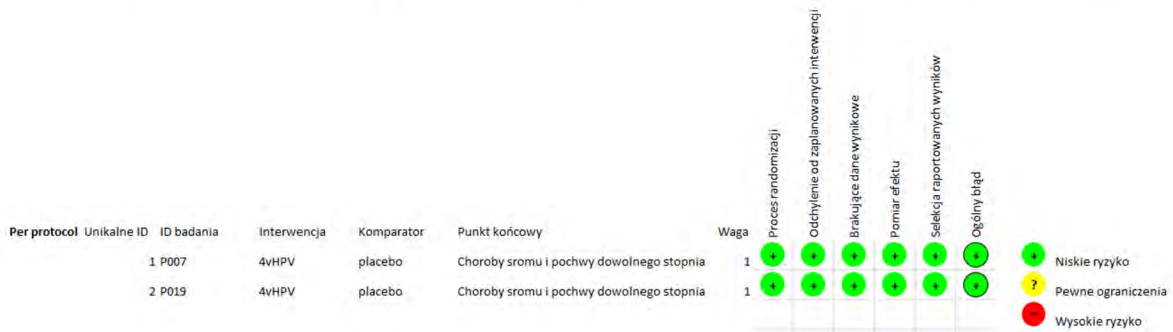 Proces randomizacji
Odchylenie od zaplanowanych interwencji
Brakujące dane wynikowe
Pomiar efektu
Selekcja raportowanych wyników
Ogólny błąd
Per protocol Unikalne ID ID badania Interwencja Komparator Punkt końcowy Waga
1 P007 4vHPV placebo Choroby sromu i pochwy dowolnego stopnia 1 + + + + + +
+ Niskie ryzyko
2 P019 4vHPV placebo Choroby sromu i pochwy dowolnego stopnia 1 + + + + + +
? Pewne ograniczenia
- Wysokie ryzyko